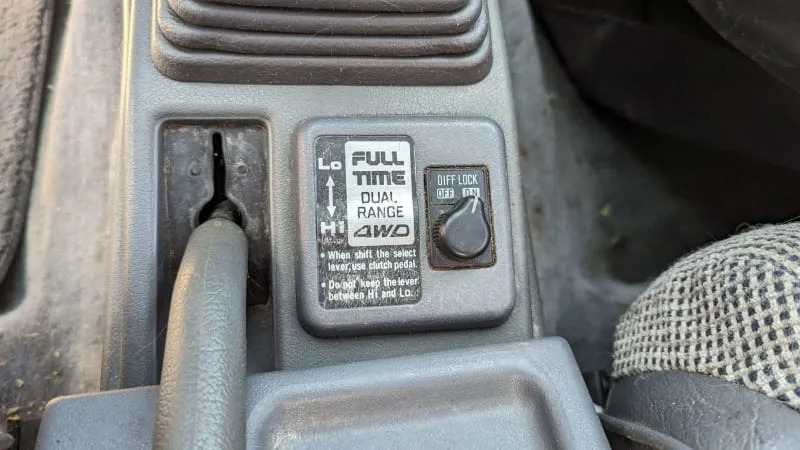 Lo
Hi
FULL
TIME
DUAL
RANGE
4WD
▪ When shift the select
lever, use clutch pedal.
▪ Do not keep the lever
between Hi and Lo.
DIFF LOCK
OFF ON